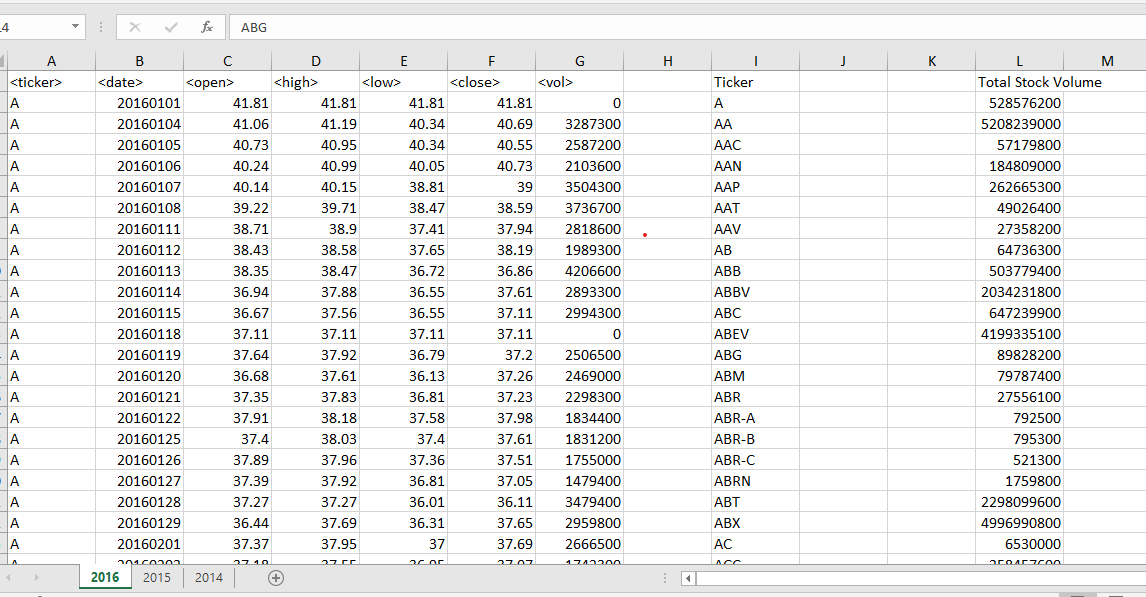 ABG
A B C D E F G H I J K L M
<ticker> <date> <open> <high> <low> <close> <vol> Ticker Total Stock Volume
A 20160101 41.81 41.81 41.81 41.81 0 A 528576200
A 20160104 41.06 41.19 40.34 40.69 3287300 AA 5208239000
A 20160105 40.73 40.95 40.34 40.55 2587200 AAC 57179800
A 20160106 40.24 40.99 40.05 40.73 2103600 AAN 184809000
A 20160107 40.14 40.15 38.81 39 3504300 AAP 262665300
A 20160108 39.22 39.71 38.47 38.59 3736700 AAT 49026400
A 20160111 38.71 38.9 37.41 37.94 2818600 AAV 27358200
A 20160112 38.43 38.58 37.65 38.19 1989300 AB 64736300
A 20160113 38.35 38.47 36.72 36.86 4206600 ABB 503779400
A 20160114 36.94 37.88 36.55 37.61 2893300 ABBV 2034231800
A 20160115 36.67 37.56 36.55 37.11 2994300 ABC 647239900
A 20160118 37.11 37.11 37.11 37.11 0 ABEV 4199335100
A 20160119 37.64 37.92 36.79 37.2 2506500 ABG 89828200
A 20160120 36.68 37.61 36.13 37.26 2469000 ABM 79787400
A 20160121 37.35 37.83 36.81 37.23 2298300 ABR 27556100
A 20160122 37.91 38.18 37.58 37.98 1834400 ABR-A 792500
A 20160125 37.4 38.03 37.4 37.61 1831200 ABR-B 795300
A 20160126 37.89 37.96 37.36 37.51 1755000 ABR-C 521300
A 20160127 37.39 37.92 36.81 37.05 1479400 ABRN 1759800
A 20160128 37.27 37.27 36.01 36.11 3479400 ABT 2298099600
A 20160129 36.44 37.69 36.31 37.65 2959800 ABX 4996990800
A 20160201 37.37 37.95 37 37.69 2666500 AC 6530000
2016 2015 2014